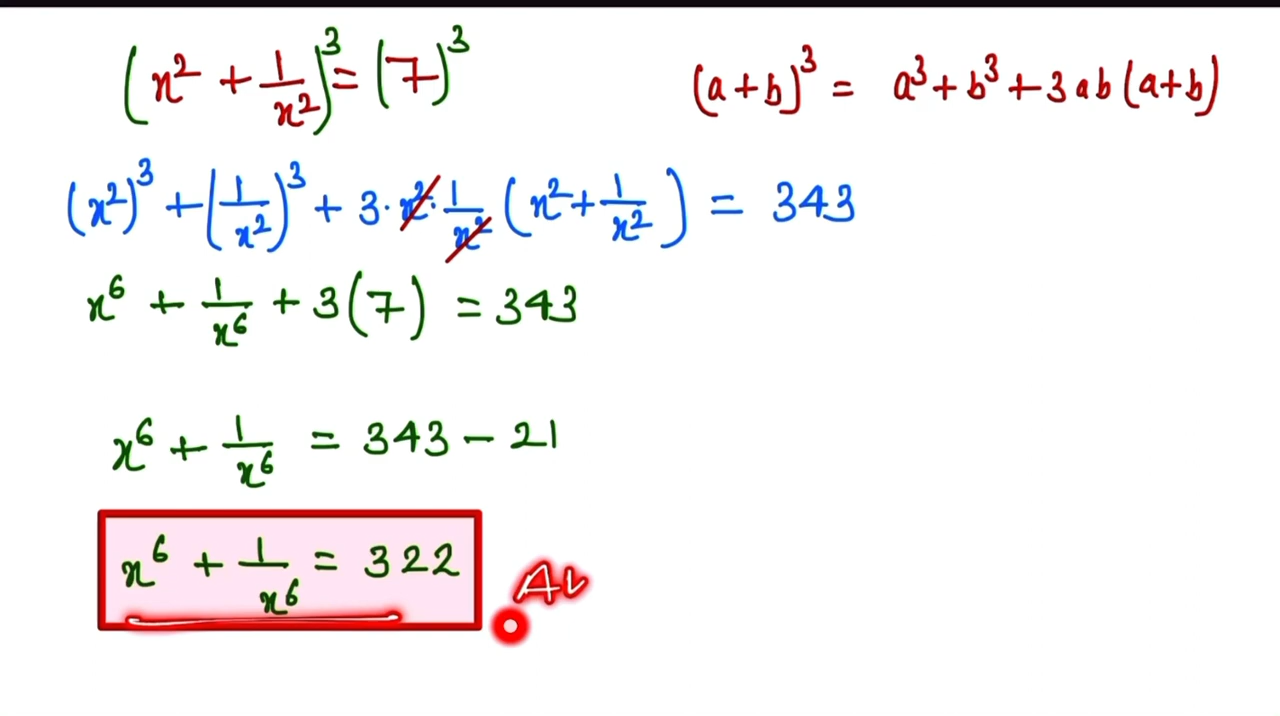 (x² + 1/x²)³ = (7)³
(a+b)³ = a³ + b³ + 3ab(a+b)
(x²)³ + (1/x²)³ + 3·x²·1/x² (x² + 1/x²) = 343
x⁶ + 1/x⁶ + 3(7) = 343
x⁶ + 1/x⁶ = 343 − 21
x⁶ + 1/x⁶ = 322